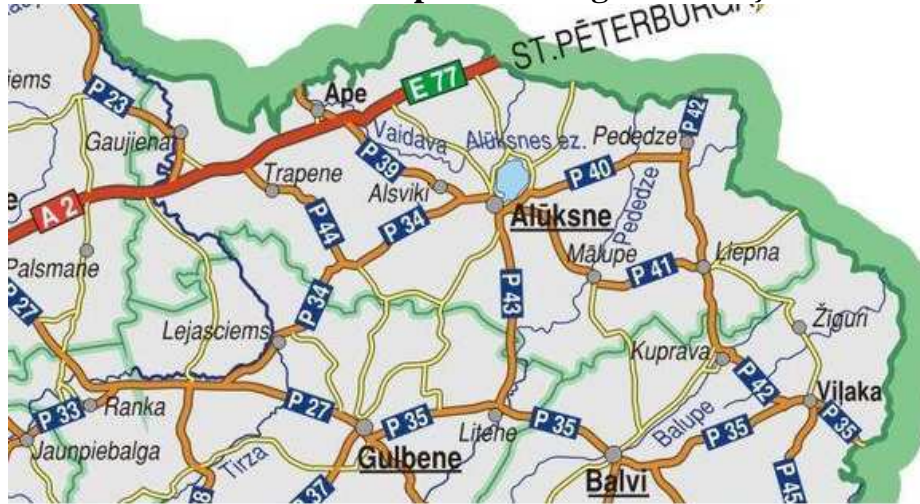 ST.PĒTERBURGA
E 77
P 42
P 23
Ape
Gaujiena
Vaidava
Alūksnes ez.
Pededze
P 39
P 40
Trapene
Alsviķi
A 2
Alūksne
Pededze
P 44
P 34
Palsmane
Mālupe
P 41
Liepna
P 34
P 43
P 27
Lejasciems
Žīguri
Kuprava
P 42
Viļaka
P 33
Ranka
P 27
P 35
Litene
P 35
Balupe
P 35
P 35
Jaunpiebalga
Tirza
Gulbene
Balvi
P 37